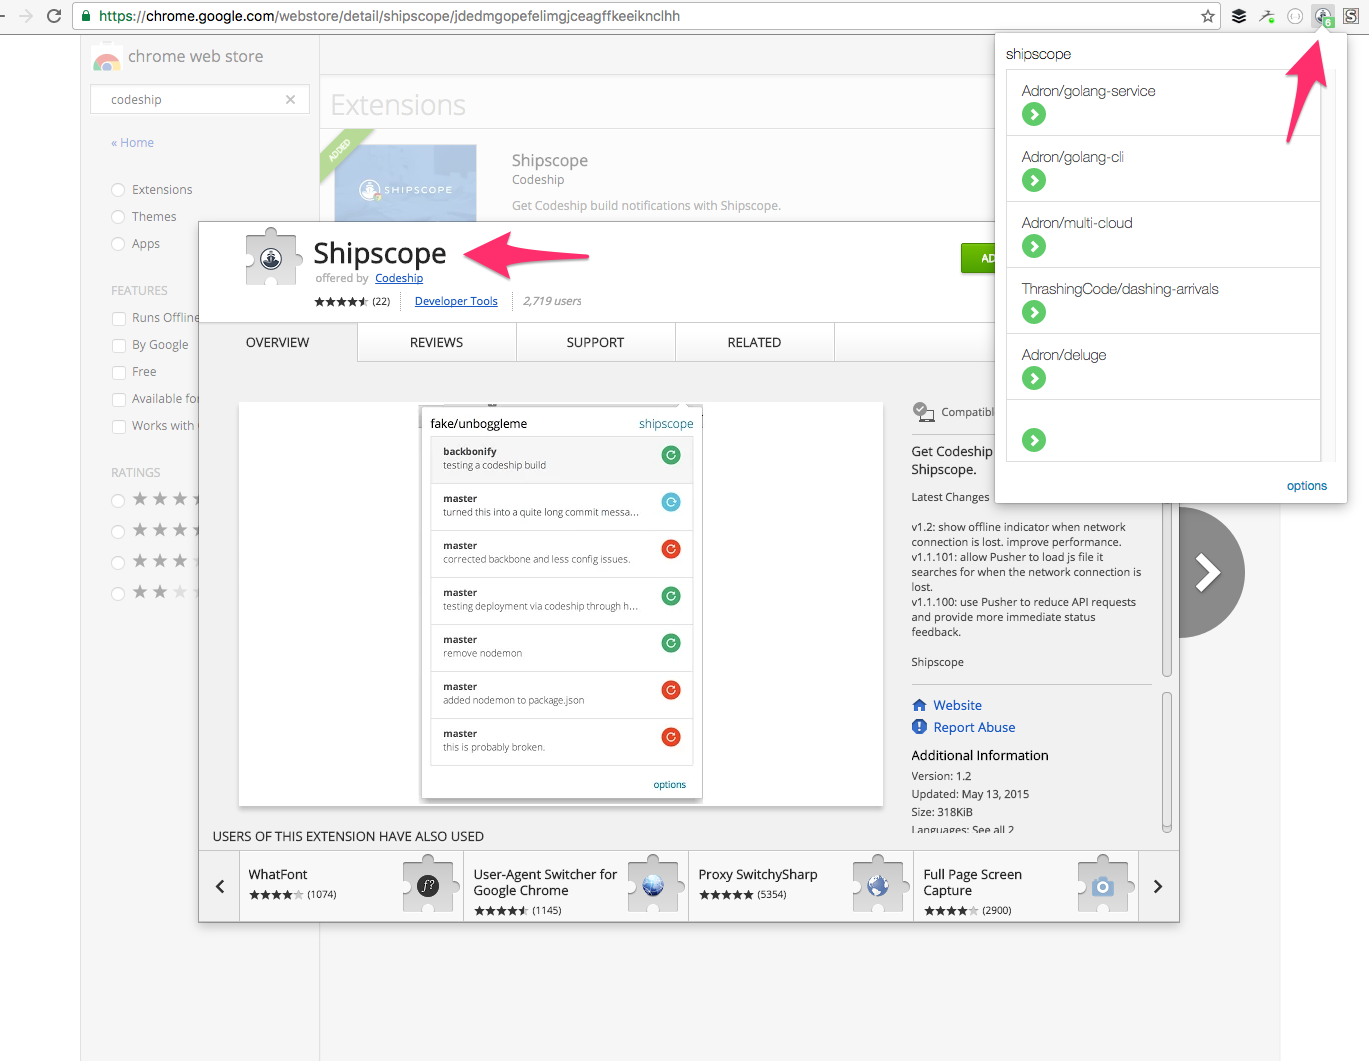 https://chrome.google.com/webstore/detail/shipscope/jdedmgopefelimgjceagffkeeiknclhh
6
S
chrome web store
codeship
« Home
Extensions
Themes
Apps
FEATURES
Runs Offline
By Google
Free
Available for
Works with
RATINGS
Extensions
ADDED
SHIPSCOPE
Shipscope
Codeship
Get Codeship build notifications with Shipscope.
Shipscope
offered by Codeship
(22)
Developer Tools
2,719 users
AD
OVERVIEW
REVIEWS
SUPPORT
RELATED
fake/unboggleme
shipscope
backbonify
testing a codeship build
master
turned this into a quite long commit messa...
master
corrected backbone and less config issues.
master
testing deployment via codeship through h...
master
remove nodemon
master
added nodemon to package.json
master
this is probably broken.
options
Compatibl
Get Codeship
Shipscope.
Latest Changes
v1.2: show offline indicator when network
connection is lost. improve performance.
v1.1.101: allow Pusher to load js file it
searches for when the network connection is
lost.
v1.1.100: use Pusher to reduce API requests
and provide more immediate status
feedback.
Shipscope
Website
Report Abuse
Additional Information
Version: 1.2
Updated: May 13, 2015
Size: 318KiB
Languages: See all 2
USERS OF THIS EXTENSION HAVE ALSO USED
WhatFont
(1074)
f?
User-Agent Switcher for
Google Chrome
(1145)
Proxy SwitchySharp
(5354)
Full Page Screen
Capture
(2900)
shipscope
Adron/golang-service
Adron/golang-cli
Adron/multi-cloud
ThrashingCode/dashing-arrivals
Adron/deluge
options